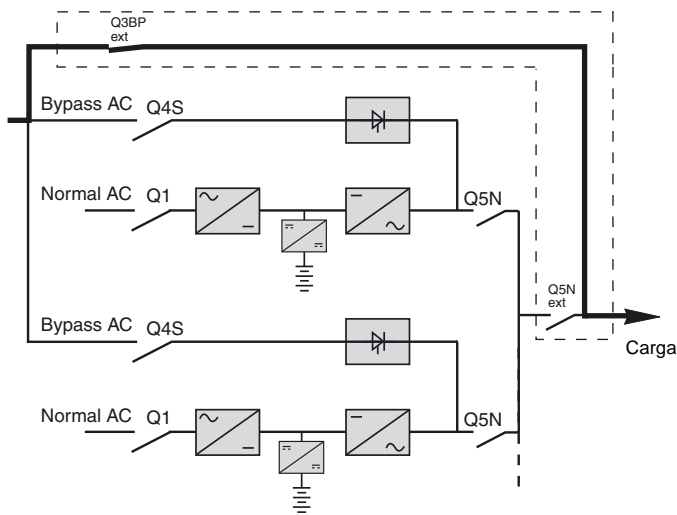 Q3BP
ext
Bypass AC
Q4S
Normal AC
Q1
Q5N
Q5N
ext
Carga
Bypass AC
Q4S
Normal AC
Q1
Q5N